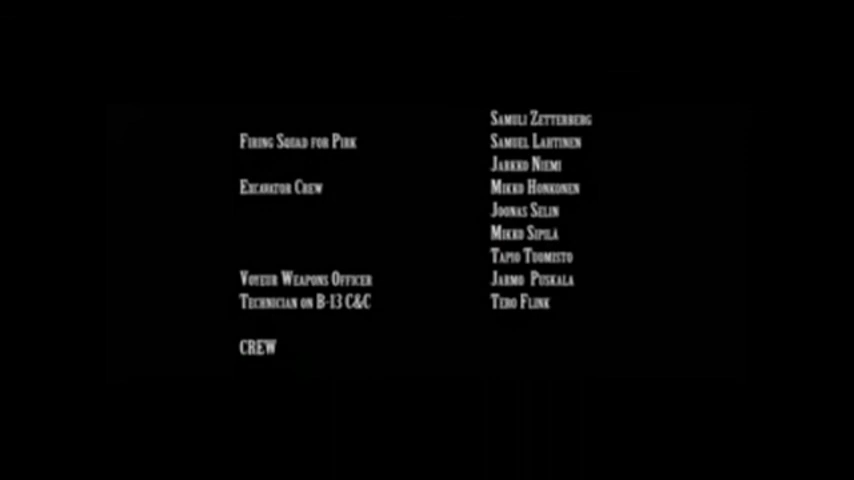 Samuli Zetterberg
Firing Squad for Pirk Samuel Lahtinen
Jarkko Niemi
Excavator Crew Mikko Honkonen
Joonas Selin
Mikko Sipilä
Tapio Tuomisto
Voyeur Weapons Officer Jarmo Puskala
Technician on B-13 C&C Tero Flink
CREW